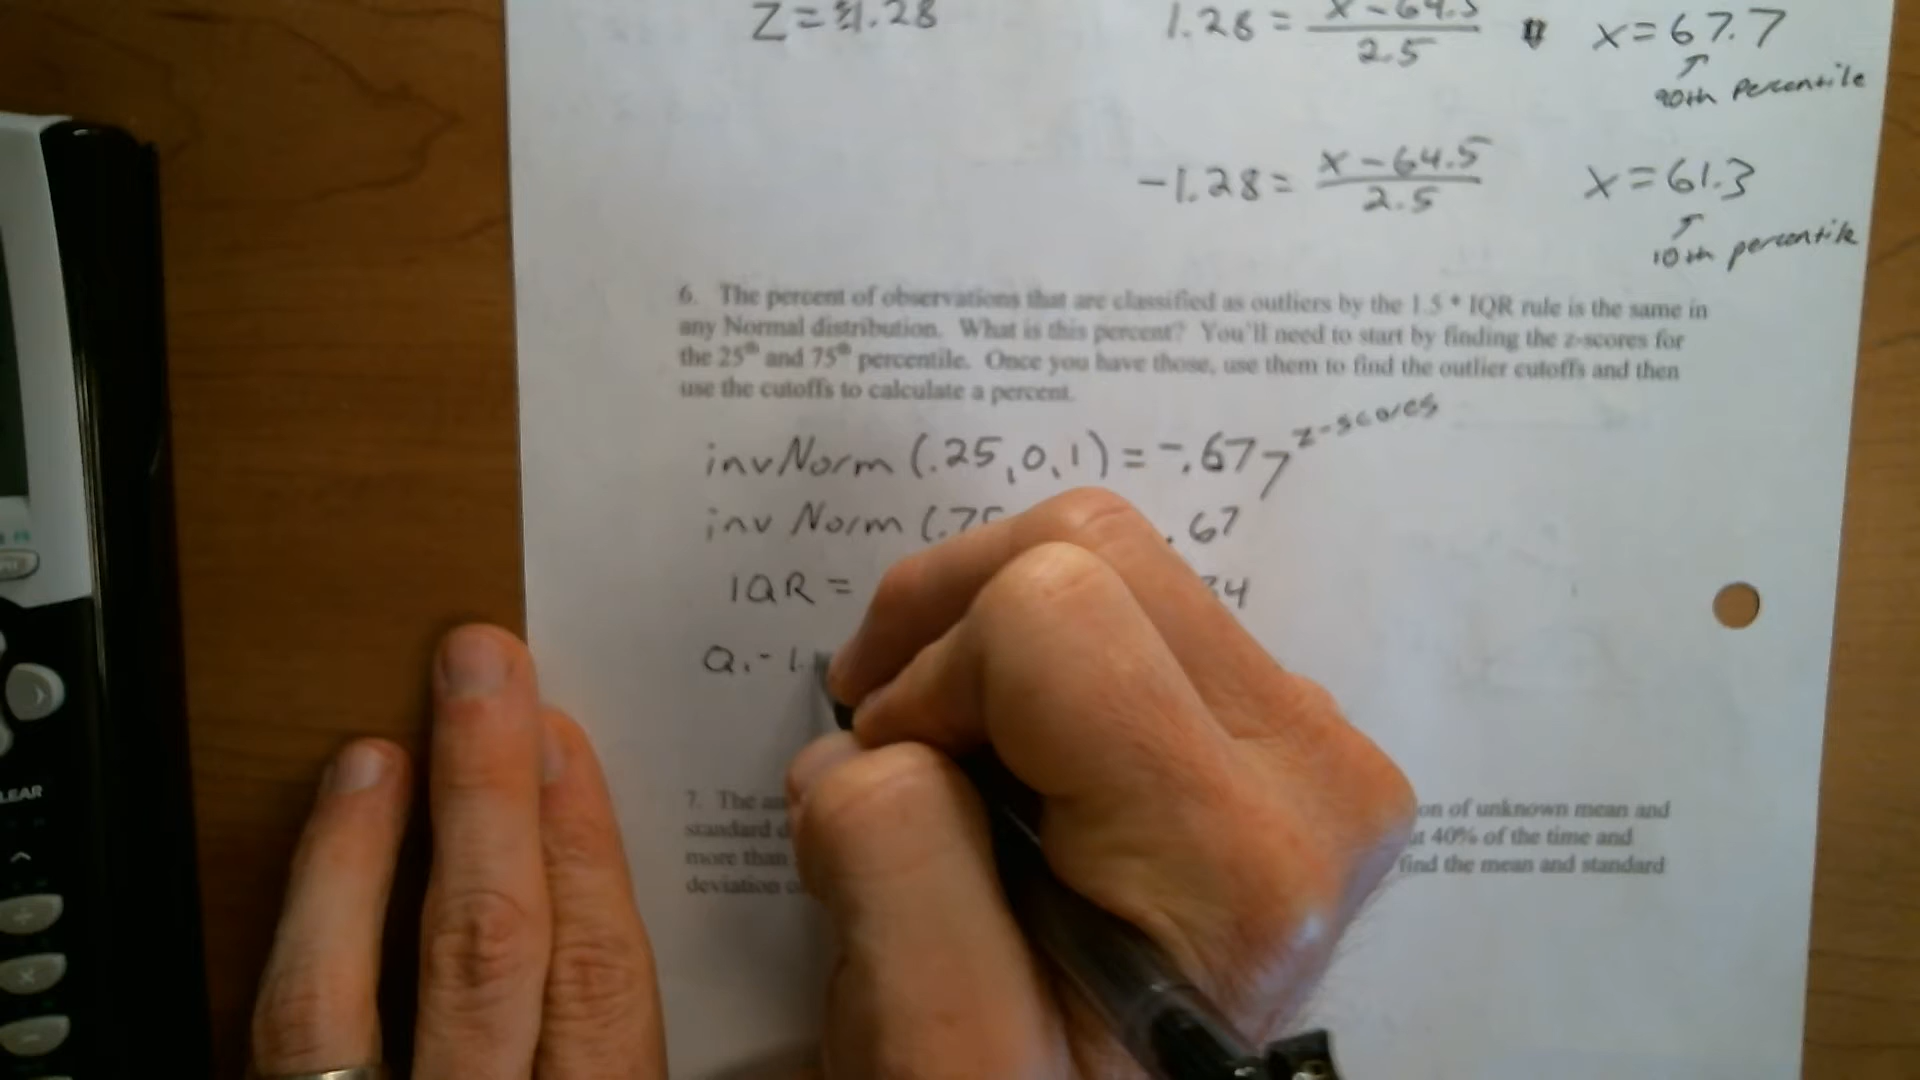 1.28 = x-64.5 / 2.5 x=67.7
90th Percentile
-1.28 = x-64.5 / 2.5 x=61.3
10th percentile
6. The percent of observations that are classified as outliers by the 1.5 * IQR rule is the same in
any Normal distribution. What is this percent? You'll need to start by finding the z-scores for
the 25th and 75th percentile. Once you have those, use them to find the outlier cutoffs and then
use the cutoffs to calculate a percent.
invNorm (.25,0,1) = -.67 z-scores
inv Norm (.75 .67
IQR = 34
Q1 - 1.
7. The on of unknown mean and
standard 40% of the time and
more than find the mean and standard
deviation
LEAR